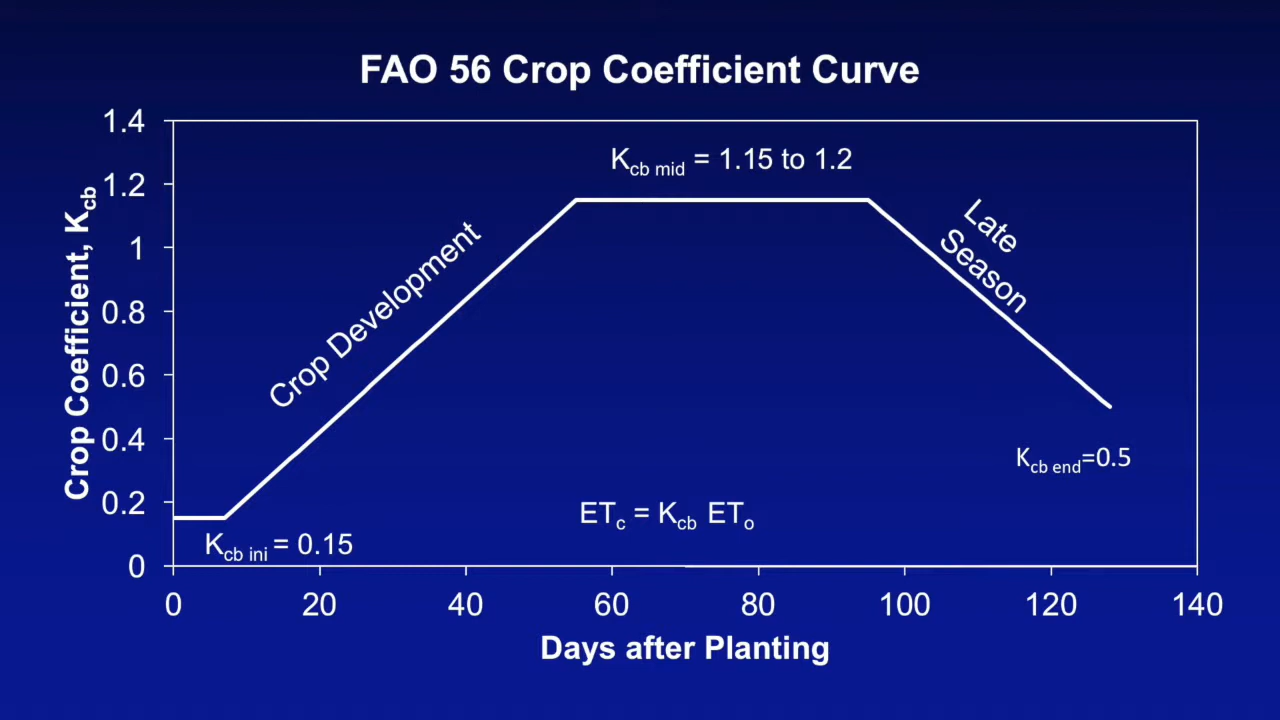 FAO 56 Crop Coefficient Curve
1.4
1.2
1
0.8
0.6
0.4
0.2
0
Crop Coefficient, Kcb
Kcb mid = 1.15 to 1.2
Crop Development
Late
Season
Kcb end=0.5
ETc = Kcb ETo
Kcb ini = 0.15
0 20 40 60 80 100 120 140
Days after Planting